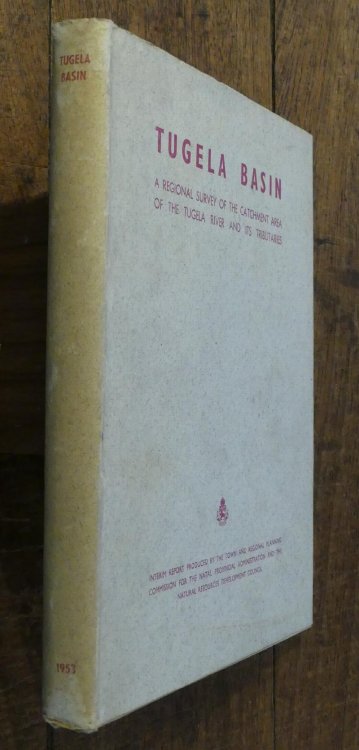 TUGELA
BASIN
1953
TUGELA BASIN
A REGIONAL SURVEY OF THE CATCHMENT AREA
OF THE TUGELA RIVER AND ITS TRIBUTARIES
INTERIM REPORT PRODUCED BY THE TOWN AND REGIONAL PLANNING
COMMISSION FOR THE NATAL PROVINCIAL ADMINISTRATION AND THE
NATURAL RESOURCES DEVELOPMENT COUNCIL